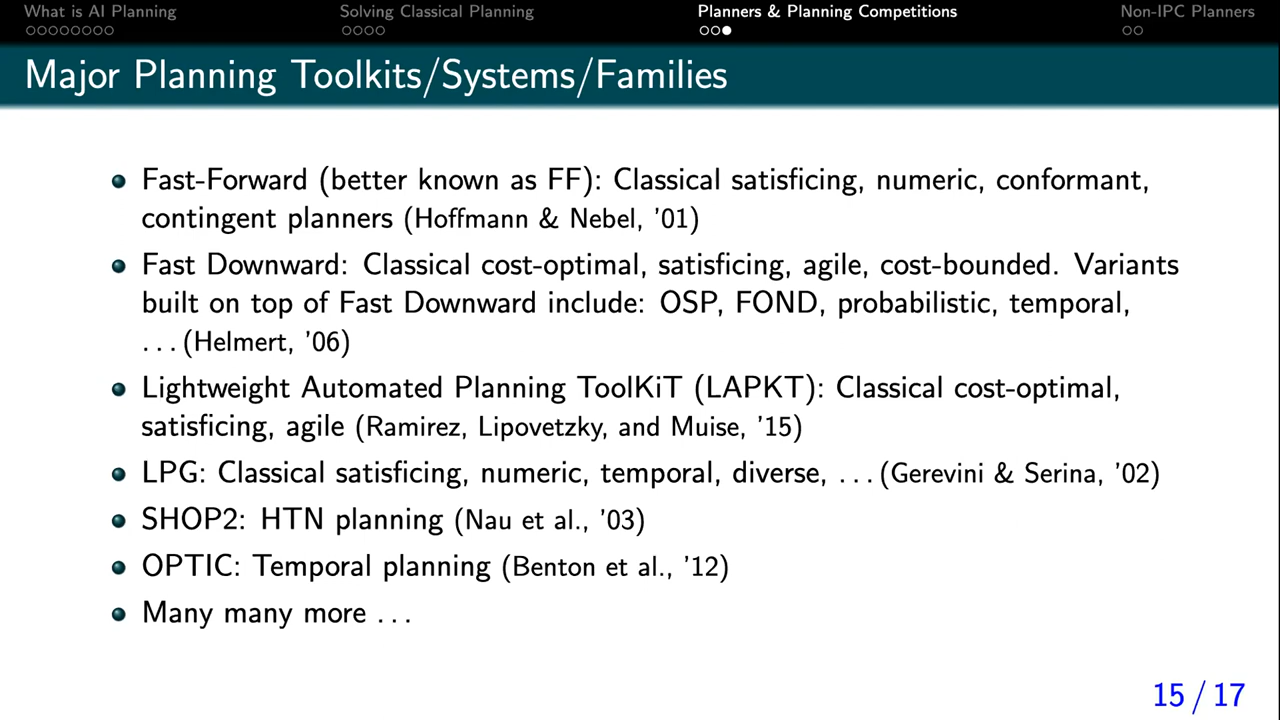 What is AI Planning
Solving Classical Planning
Planners & Planning Competitions
Non-IPC Planners
Major Planning Toolkits/Systems/Families
Fast-Forward (better known as FF): Classical satisficing, numeric, conformant,
contingent planners (Hoffmann & Nebel, ’01)
Fast Downward: Classical cost-optimal, satisficing, agile, cost-bounded. Variants
built on top of Fast Downward include: OSP, FOND, probabilistic, temporal,
...(Helmert, ’06)
Lightweight Automated Planning ToolKiT (LAPKT): Classical cost-optimal,
satisficing, agile (Ramirez, Lipovetzky, and Muise, ’15)
LPG: Classical satisficing, numeric, temporal, diverse, ...(Gerevini & Serina, ’02)
SHOP2: HTN planning (Nau et al., ’03)
OPTIC: Temporal planning (Benton et al., ’12)
Many many more ...
15 / 17